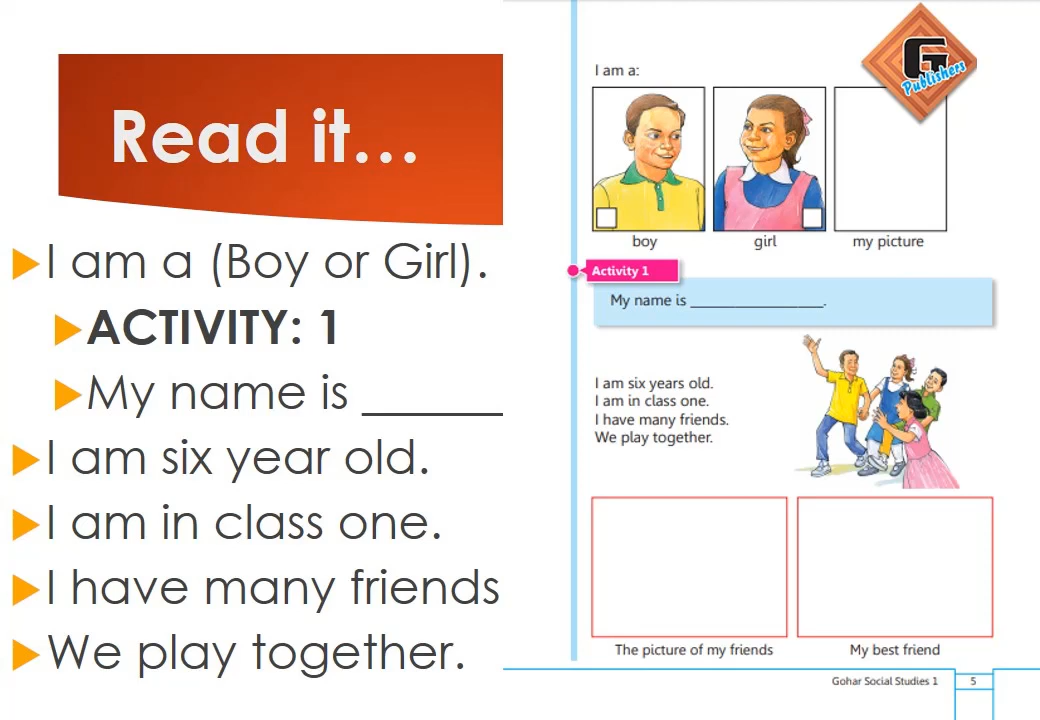 Read it…
I am a (Boy or Girl).
ACTIVITY: 1
My name is _______
I am six year old.
I am in class one.
I have many friends
We play together.
G
Publishers
I am a:
boy
girl
my picture
Activity 1
My name is _________________.
I am six years old.
I am in class one.
I have many friends.
We play together.
The picture of my friends
My best friend
Gohar Social Studies 1
5